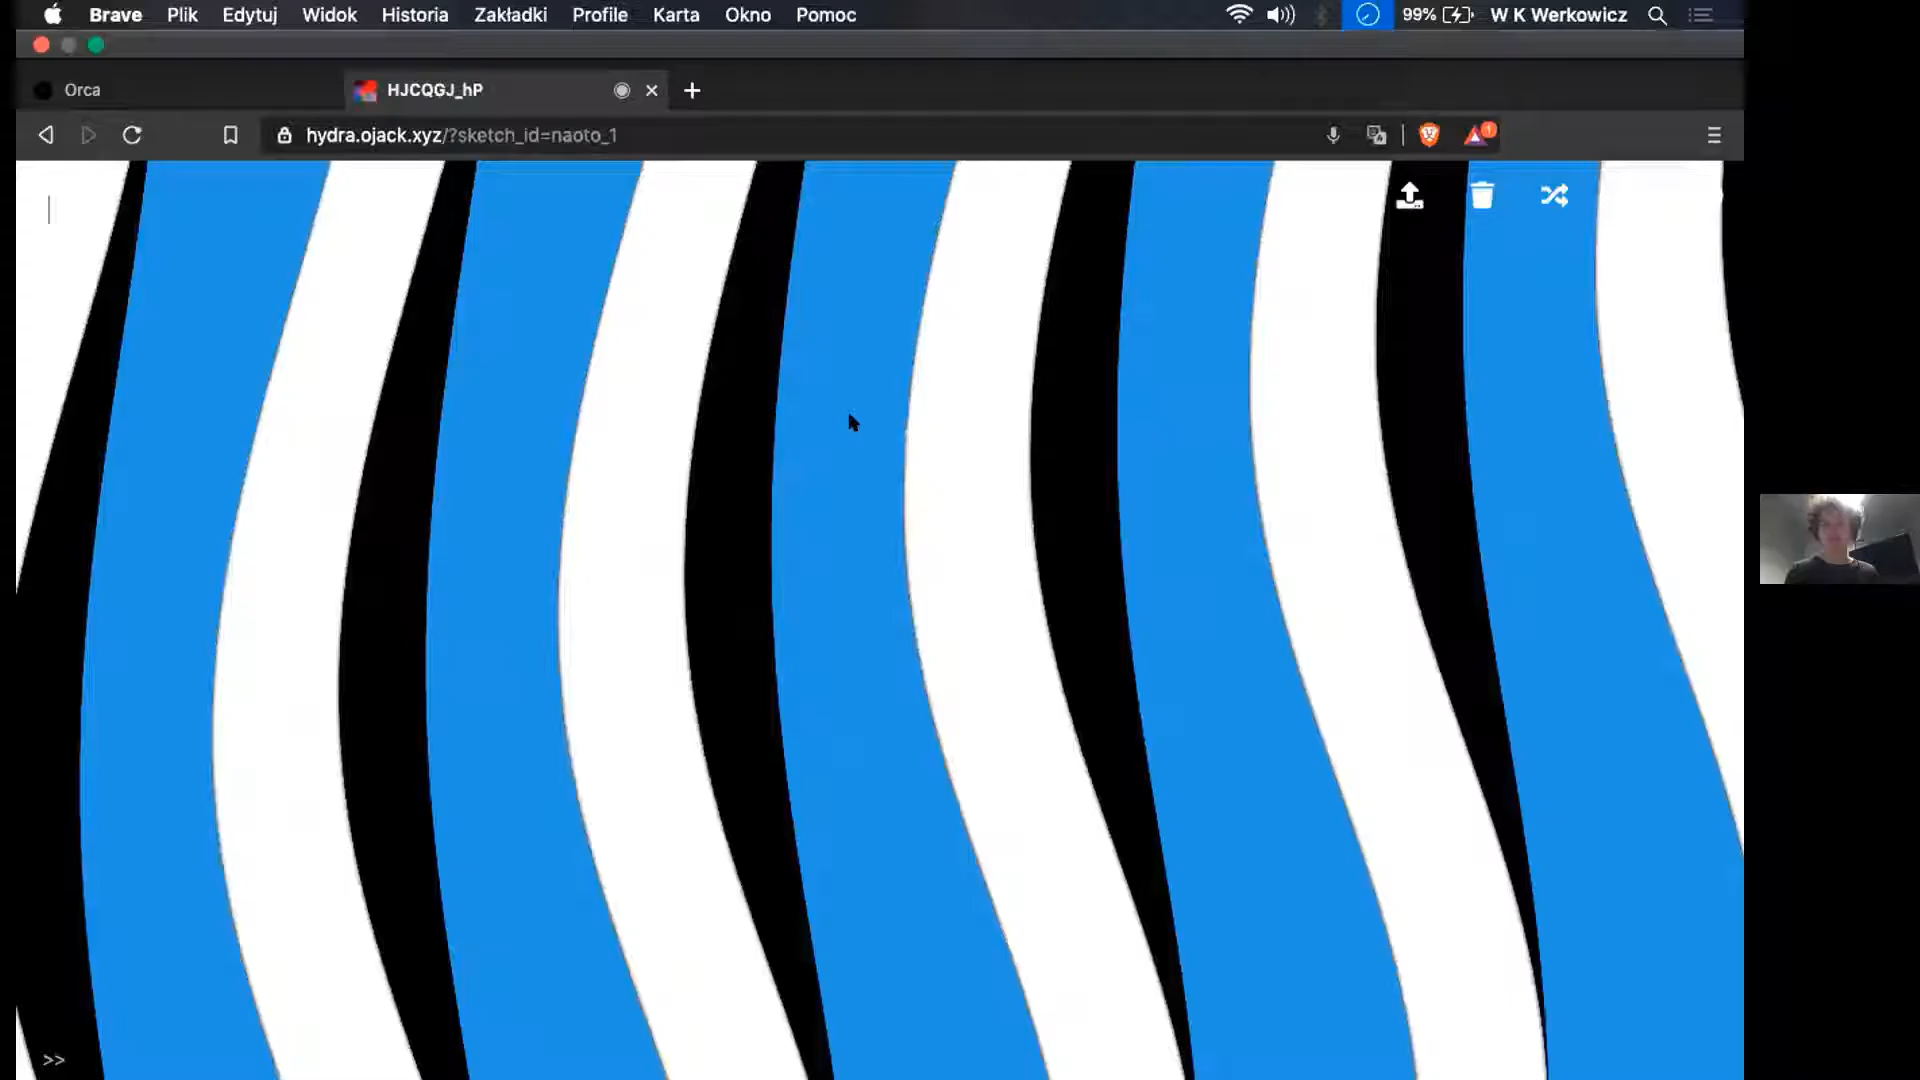 Brave Plik Edytuj Widok Historia Zakładki Profile Karta Okno Pomoc 99% W K Werkowicz
Orca HJCQGJ_hP
hydra.ojack.xyz/?sketch_id=naoto_1 1
>>